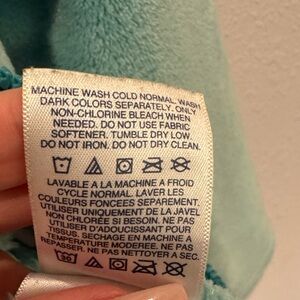 MACHINE WASH COLD NORMAL. WASH
DARK COLORS SEPARATELY. ONLY
NON-CHLORINE BLEACH WHEN
NEEDED. DO NOT USE FABRIC
SOFTENER. TUMBLE DRY LOW.
DO NOT IRON. DO NOT DRY CLEAN.
LAVABLE A LA MACHINE A FROID
CYCLE NORMAL. LAVER LES
COULEURS FONCEES SEPAREMENT.
UTILISER UNIQUEMENT DE LA JAVEL
NON CHLOREE SI BESOIN. NE PAS
UTILISER D'ADOUCISSANT POUR
TISSUS. SECHAGE EN MACHINE A
TEMPERATURE MODEREE. NE PAS
REPASSER. NE PAS NETTOYER A SEC.
30